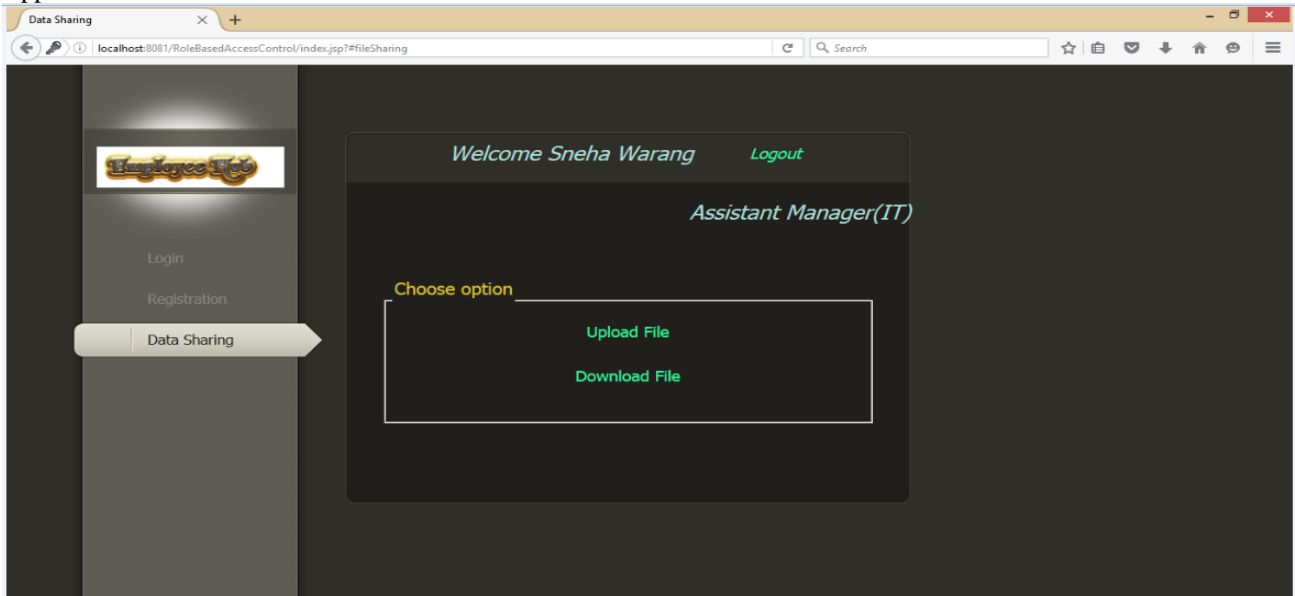 Data Sharing
localhost:8081/RoleBasedAccessControl/index.jsp?#fileSharing
Search
Employee Hub
Welcome Sneha Warang Logout
Assistant Manager(IT)
Login
Registration
Data Sharing
Choose option
Upload File
Download File